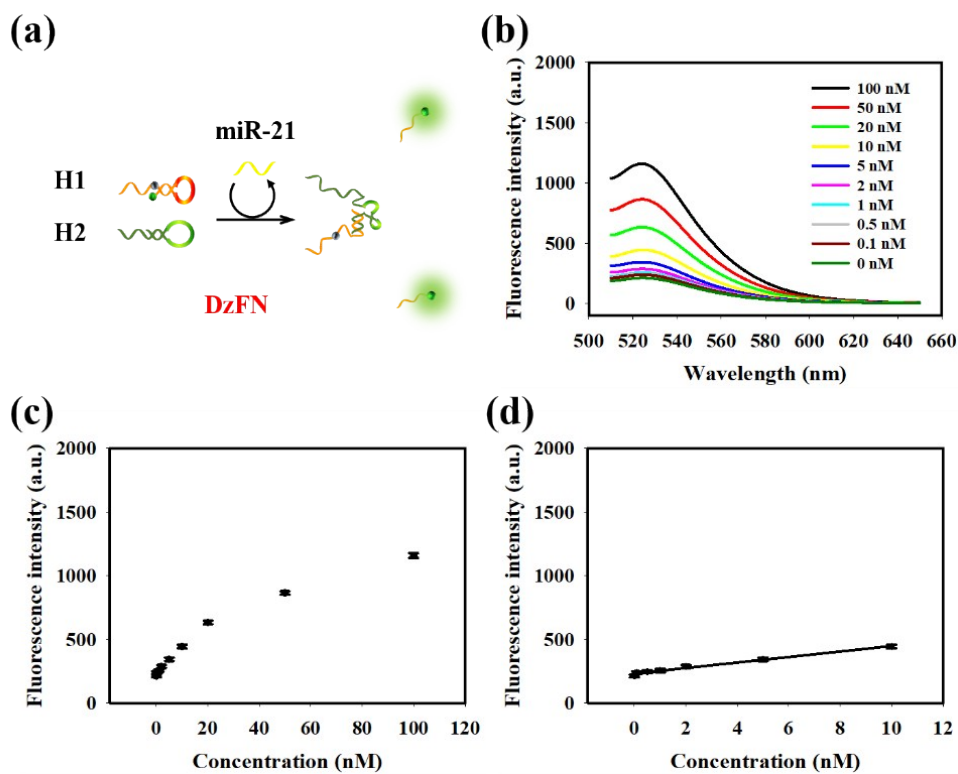 (a)
miR-21
H1
H2
DzFN
(b)
Fluorescence intensity (a.u.)
2000
1500
1000
500
0
100 nM
50 nM
20 nM
10 nM
5 nM
2 nM
1 nM
0.5 nM
0.1 nM
0 nM
500 520 540 560 580 600 620 640 660
Wavelength (nm)
(c)
Fluorescence intensity (a.u.)
2000
1500
1000
500
0
0 20 40 60 80 100 120
Concentration (nM)
(d)
Fluorescence intensity (a.u.)
2000
1500
1000
500
0
0 2 4 6 8 10 12
Concentration (nM)